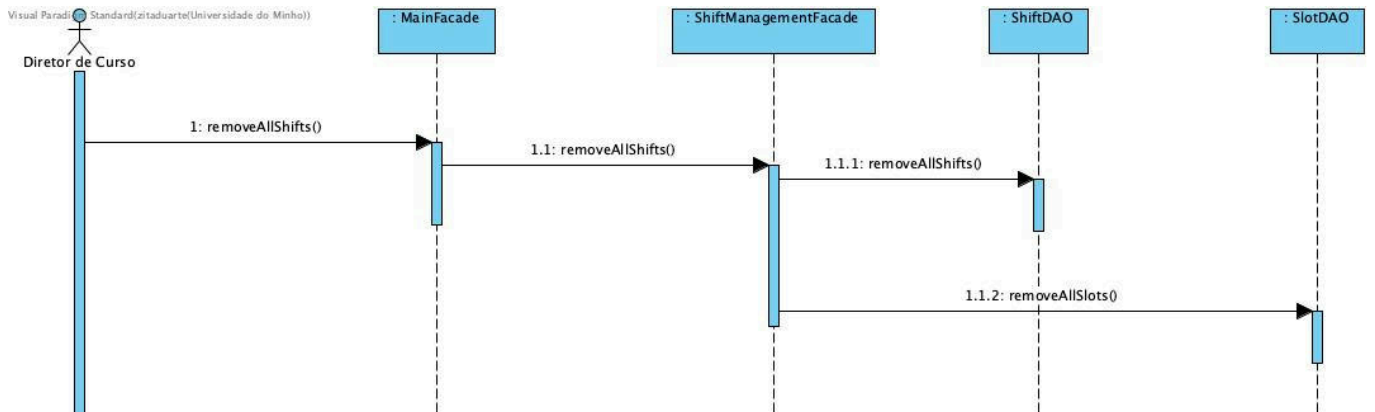 Visual Paradigm Standard(zitaduarte(Universidade do Minho))
Diretor de Curso
: MainFacade
: ShiftManagementFacade
: ShiftDAO
: SlotDAO
1: removeAllShifts()
1.1: removeAllShifts()
1.1.1: removeAllShifts()
1.1.2: removeAllSlots()